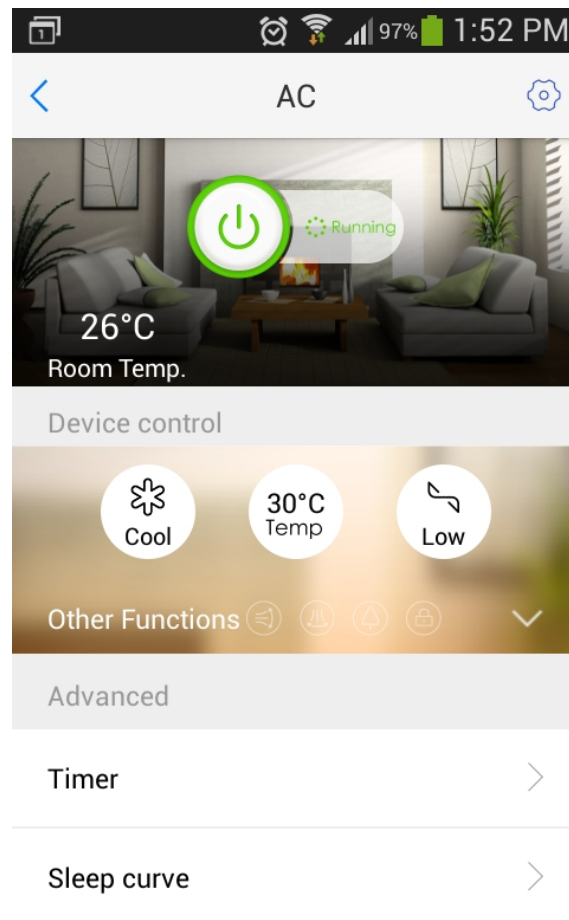 1
97% 1:52 PM
AC
Running
26°C
Room Temp.
Device control
Cool
30°C
Temp
Low
Other Functions
Advanced
Timer
Sleep curve